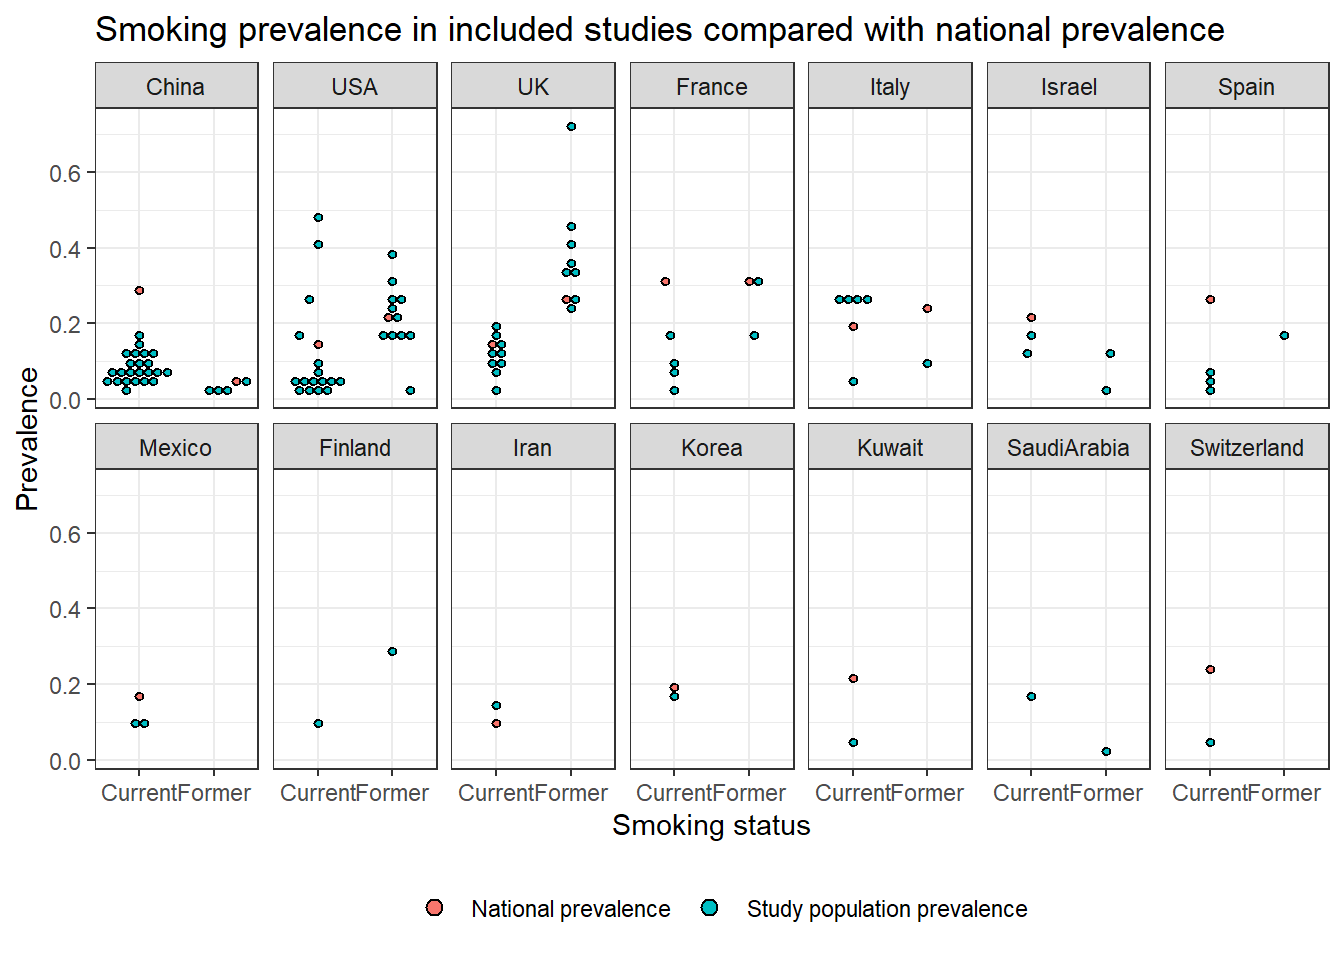 Smoking prevalence in included studies compared with national prevalence
China USA UK France Italy Israel Spain
0.6
0.4
0.2
0.0
Mexico Finland Iran Korea Kuwait SaudiArabia Switzerland
0.6
0.4
0.2
0.0
Prevalence
Current Former Current Former Current Former Current Former Current Former Current Former Current Former
Smoking status
National prevalence Study population prevalence